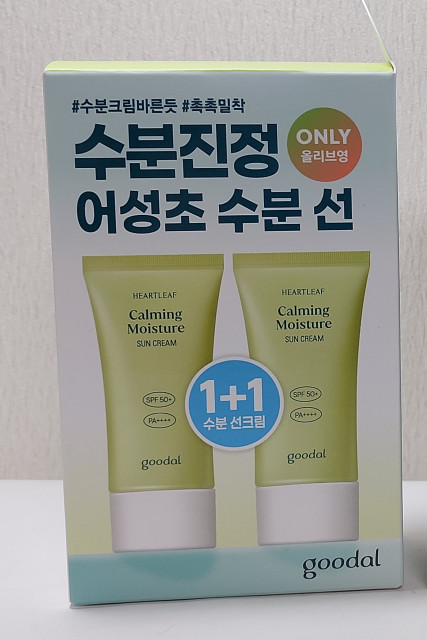 #수분크림바른듯 #촉촉밀착
수분진정
ONLY
올리브영
어성초 수분 선
HEARTLEAF
Calming
Moisture
SUN CREAM
SPF 50+
PA++++
goodal
HEARTLEAF
Calming
Moisture
SUN CREAM
SPF 50+
PA++++
goodal
1+1
수분 선크림
goodal